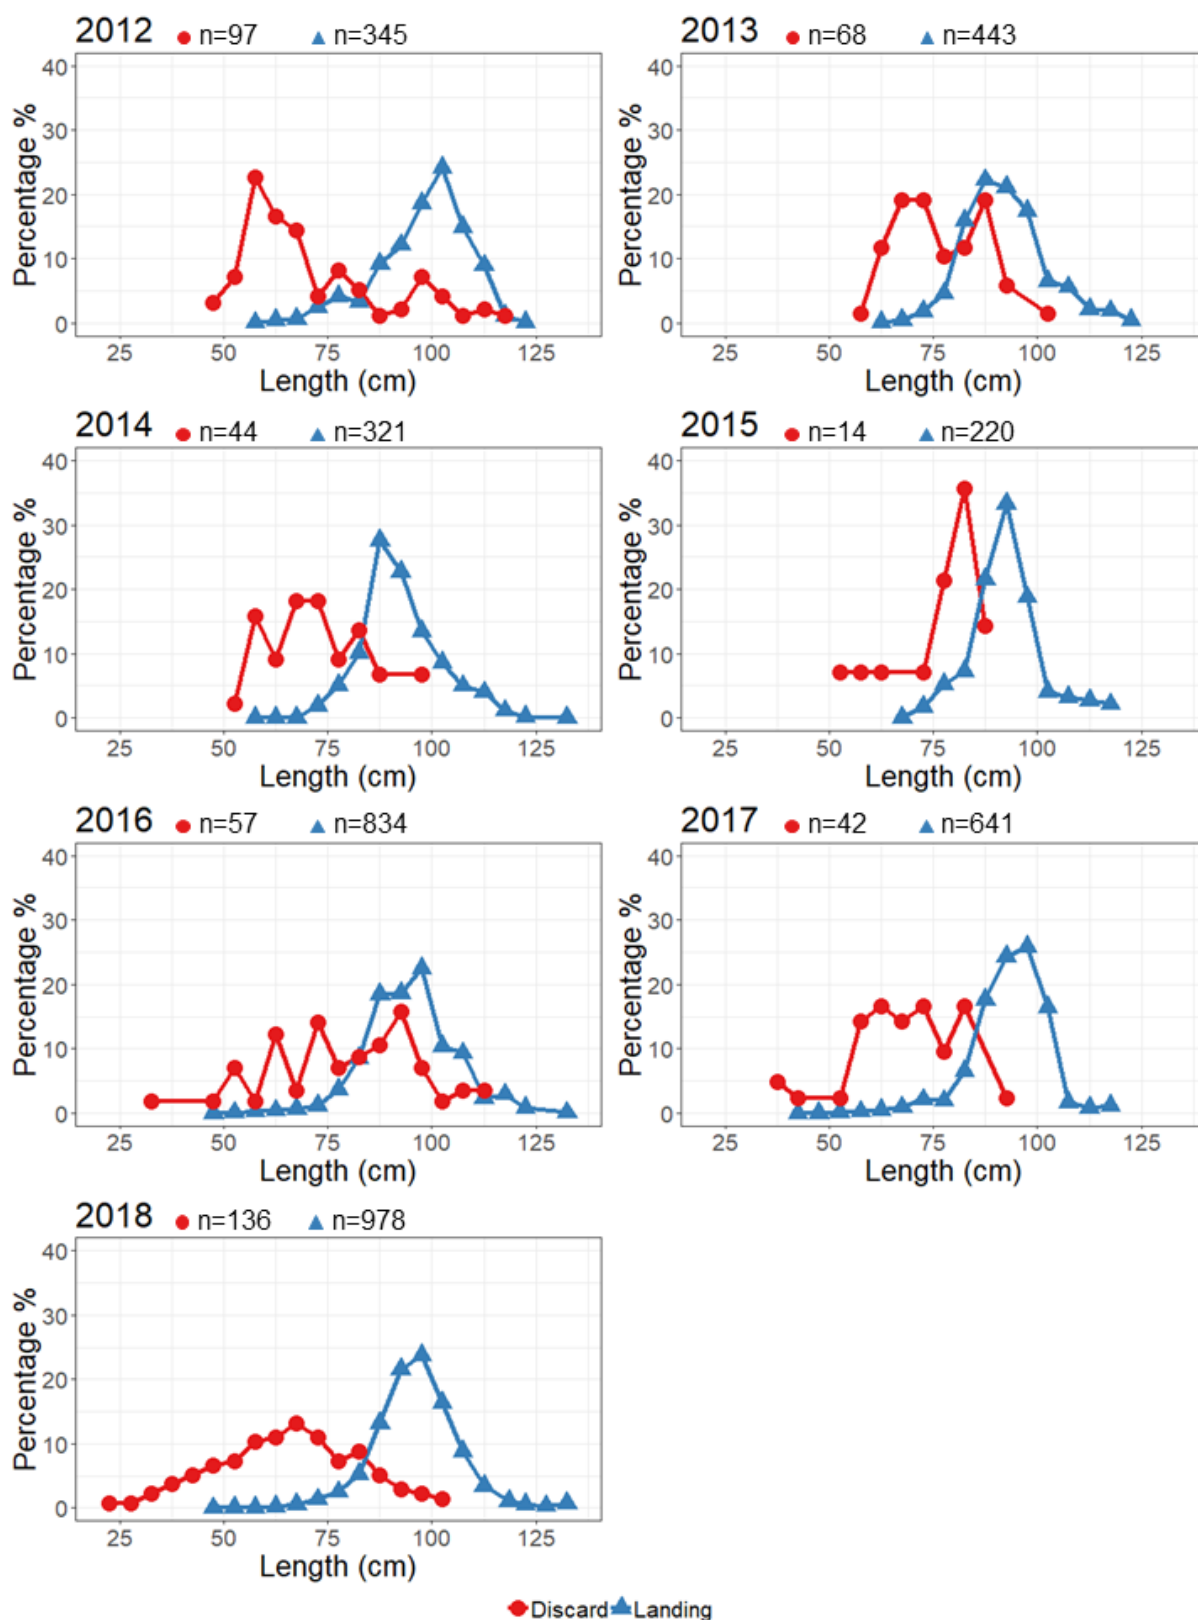 2012 n=97 n=345
40
30
20
10
0
Percentage %
25 50 75 100 125
Length (cm)
2013 n=68 n=443
40
30
20
10
0
Percentage %
25 50 75 100 125
Length (cm)
2014 n=44 n=321
40
30
20
10
0
Percentage %
25 50 75 100 125
Length (cm)
2015 n=14 n=220
40
30
20
10
0
Percentage %
25 50 75 100 125
Length (cm)
2016 n=57 n=834
40
30
20
10
0
Percentage %
25 50 75 100 125
Length (cm)
2017 n=42 n=641
40
30
20
10
0
Percentage %
25 50 75 100 125
Length (cm)
2018 n=136 n=978
40
30
20
10
0
Percentage %
25 50 75 100 125
Length (cm)
Discard Landing